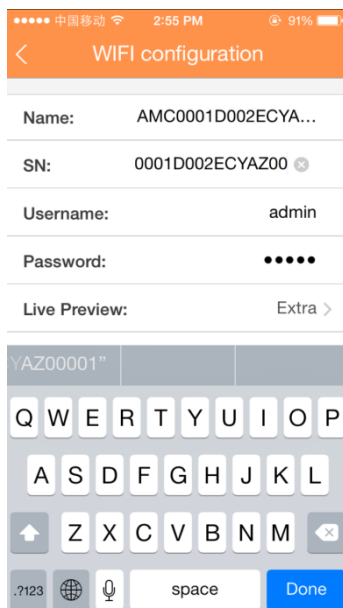 中国移动 2:55 PM 91%
WIFI configuration
Name: AMC0001D002ECYA...
SN: 0001D002ECYAZ00
Username: admin
Password: •••••
Live Preview: Extra
YAZ00001”
Q W E R T Y U I O P
A S D F G H J K L
Z X C V B N M
.?123 space Done